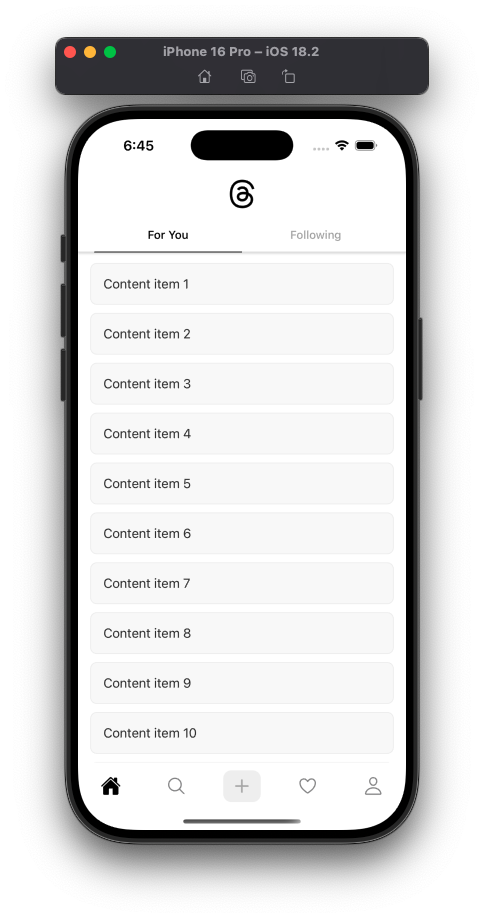 iPhone 16 Pro – iOS 18.2
6:45
For You
Following
Content item 1
Content item 2
Content item 3
Content item 4
Content item 5
Content item 6
Content item 7
Content item 8
Content item 9
Content item 10